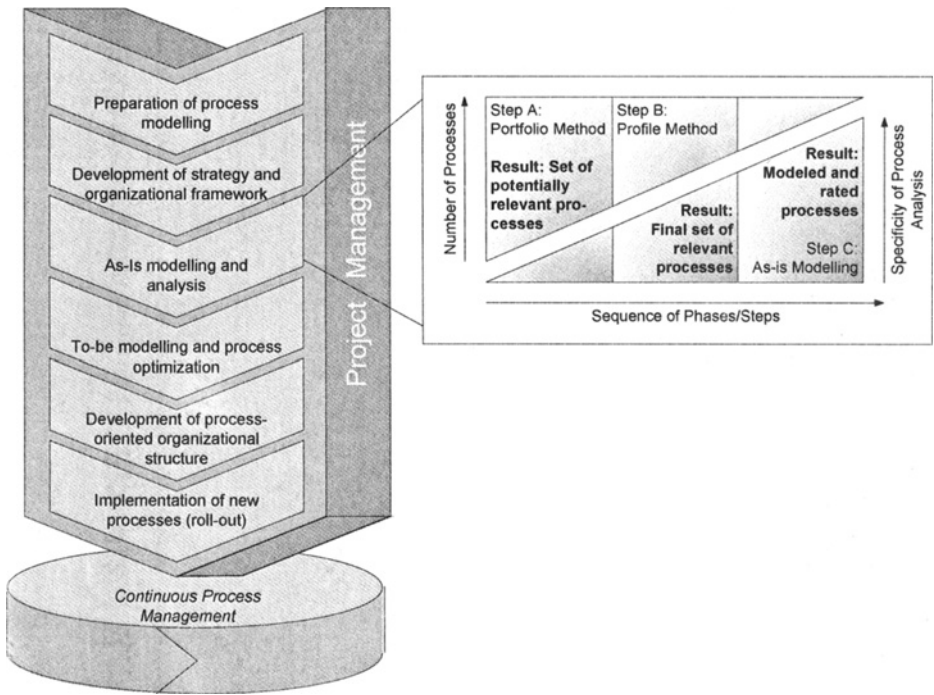 Preparation of process
modelling
Development of strategy and
organizational framework
As-Is modelling and
analysis
To-be modelling and process
optimization
Development of process-
oriented organizational
structure
Implementation of new
processes (roll-out)
Continuous Process
Management
Project Management
Number of Processes
Step A:
Portfolio Method
Result: Set of
potentially
relevant pro-
cesses
Step B:
Profile Method
Result:
Final set of
relevant
processes
Result:
Modeled and
rated
processes
Step C:
As-is Modelling
Specificity of Process
Analysis
Sequence of Phases/Steps